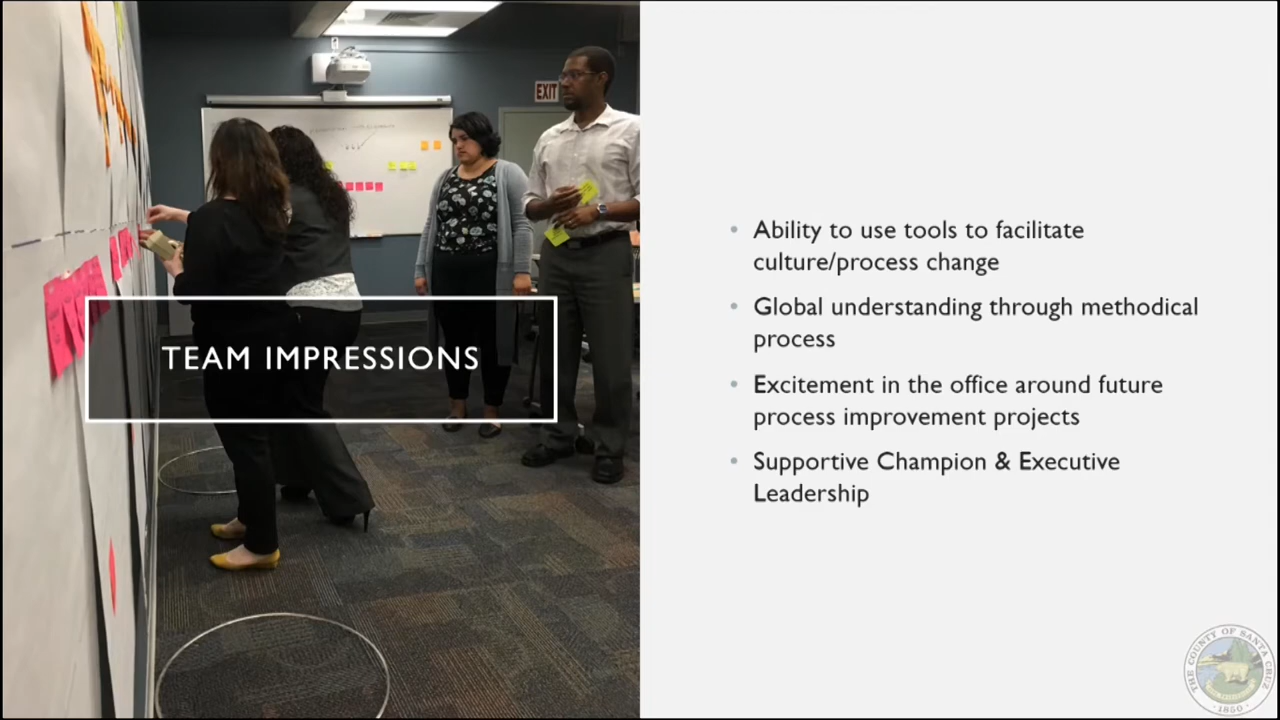 EXIT
TEAM IMPRESSIONS
• Ability to use tools to facilitate
culture/process change
• Global understanding through methodical
process
• Excitement in the office around future
process improvement projects
• Supportive Champion & Executive
Leadership
THE COUNTY OF SANTA CRUZ
1850